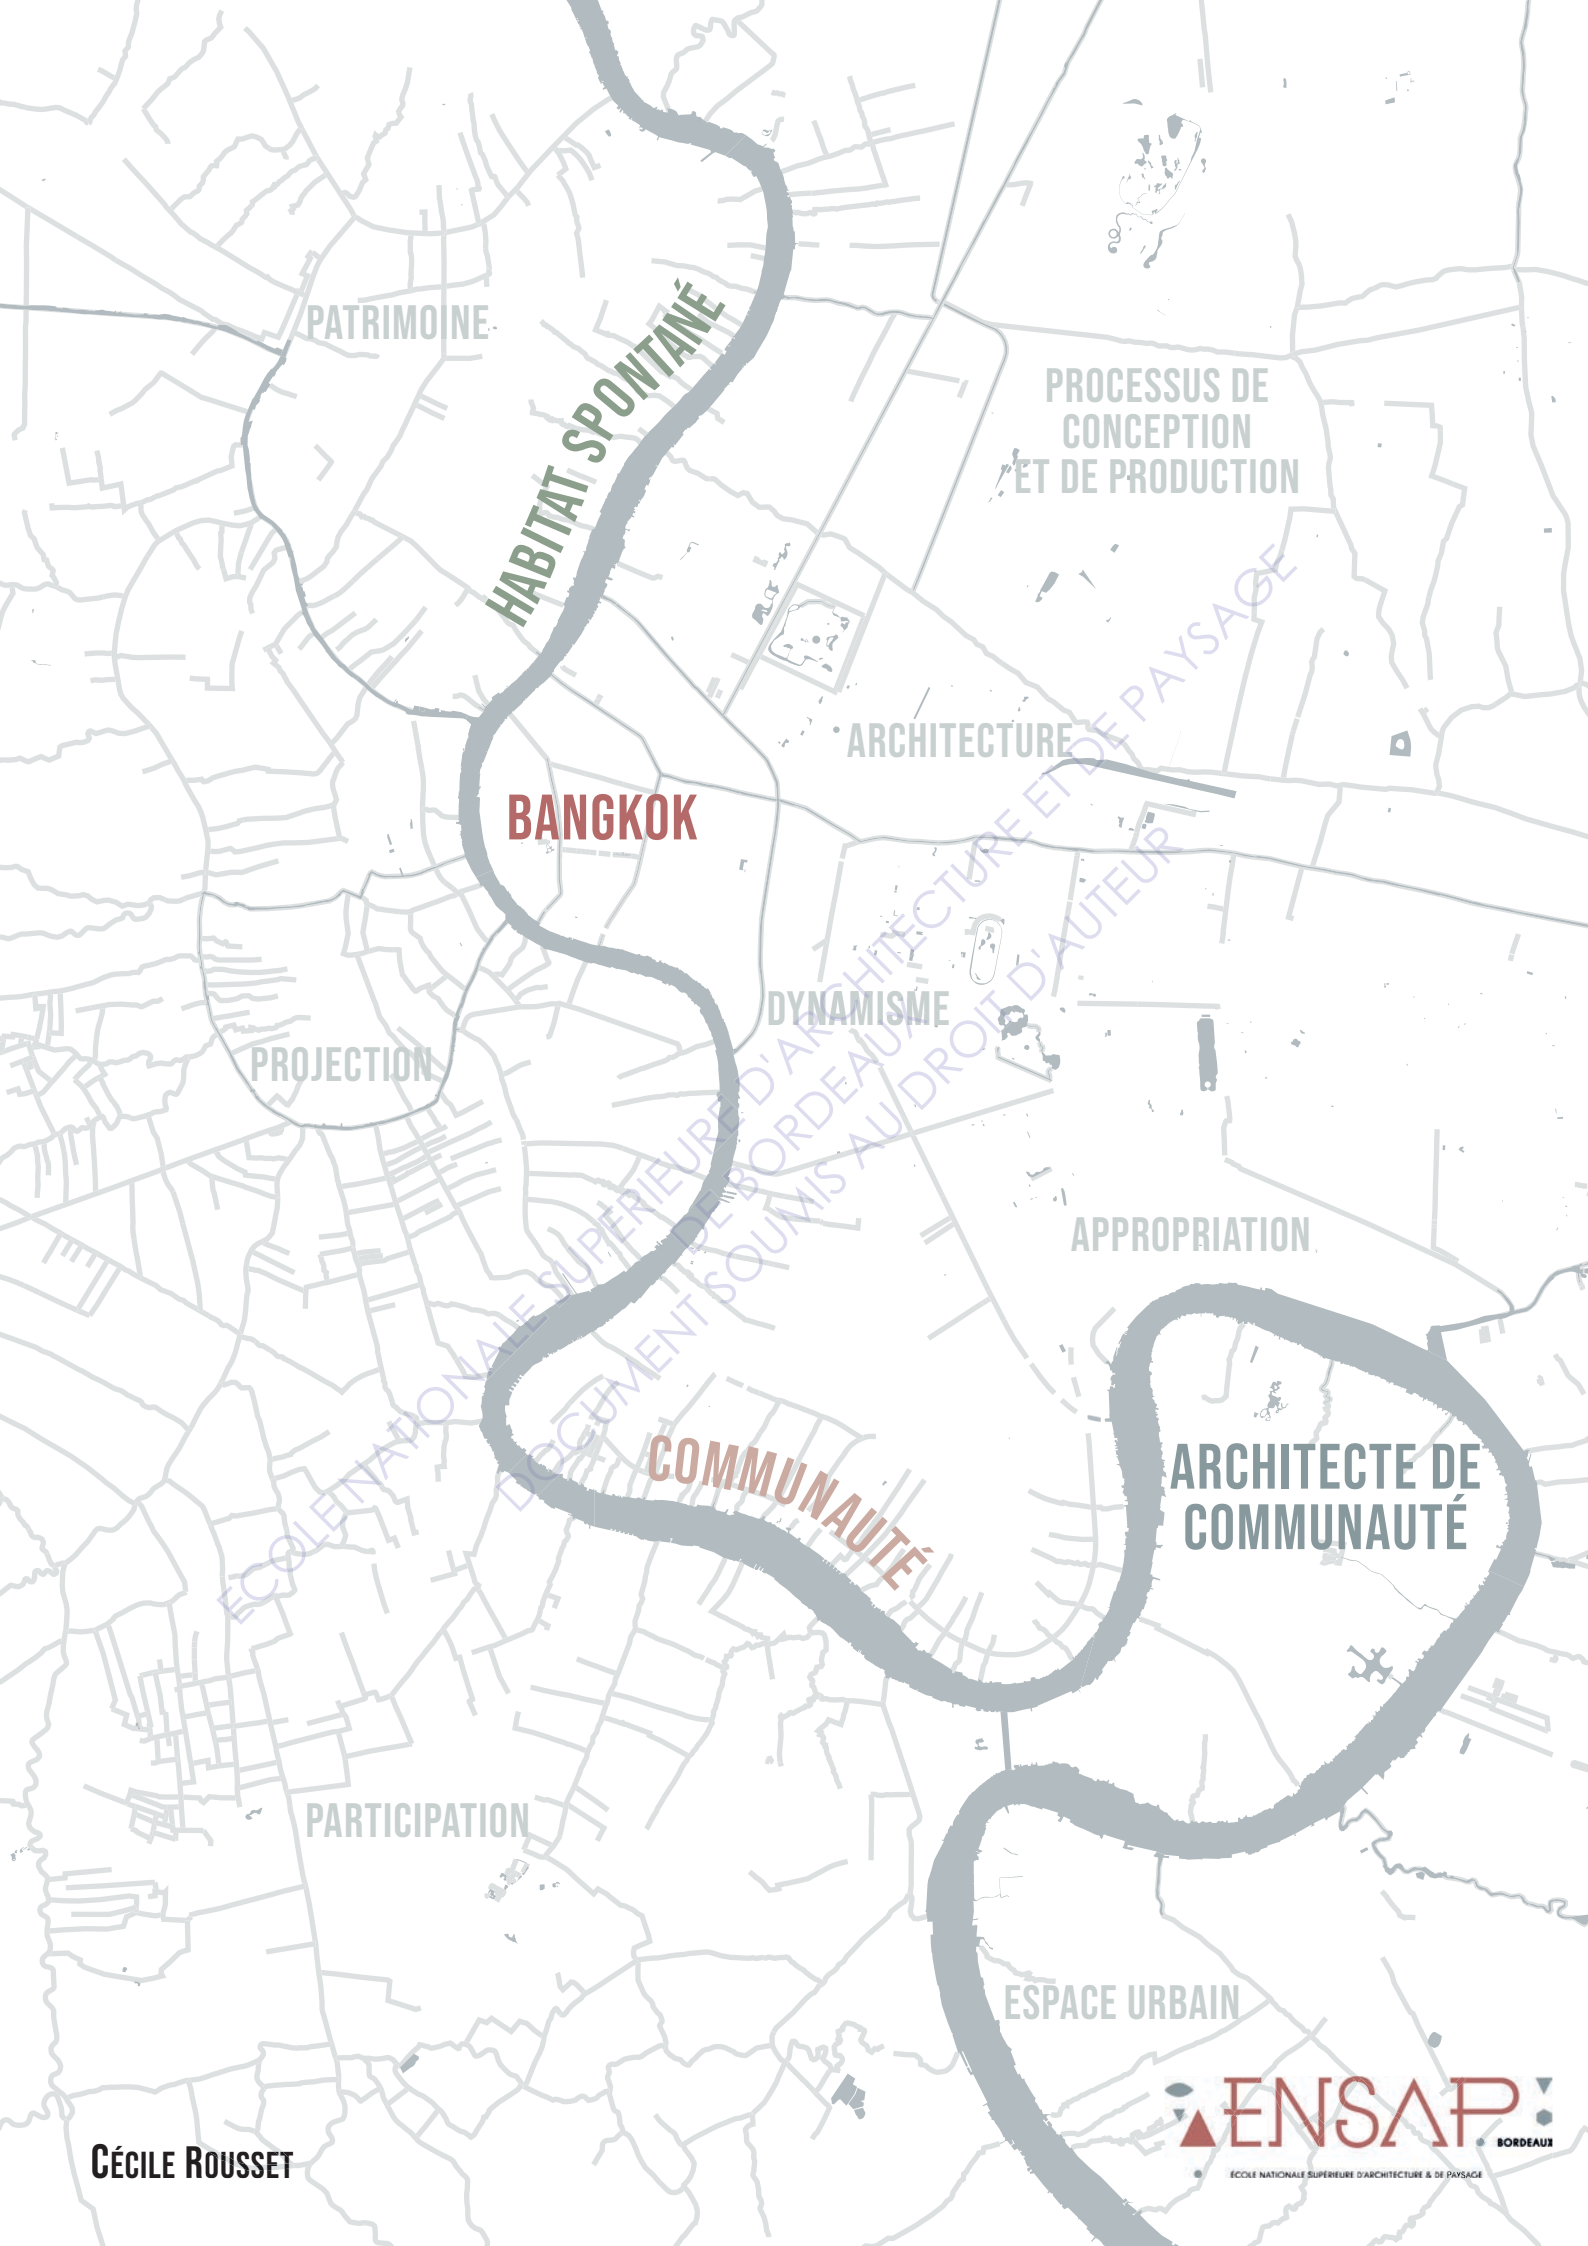 PATRIMOINE
HABITAT SPONTANÉ
PROCESSUS DE
CONCEPTION
ET DE PRODUCTION
ARCHITECTURE
BANGKOK
DYNAMISME
PROJECTION
APPROPRIATION
COMMUNAUTÉ
ARCHITECTE DE
COMMUNAUTÉ
PARTICIPATION
ESPACE URBAIN
ECOLE NATIONALE SUPERIEURE D'ARCHITECTURE ET DE PAYSAGE
DE BORDEAUX
DOCUMENT SOUMIS AU DROIT D'AUTEUR
CÉCILE ROUSSET
ENSAP
BORDEAUX
ÉCOLE NATIONALE SUPÉRIEURE D'ARCHITECTURE & DE PAYSAGE